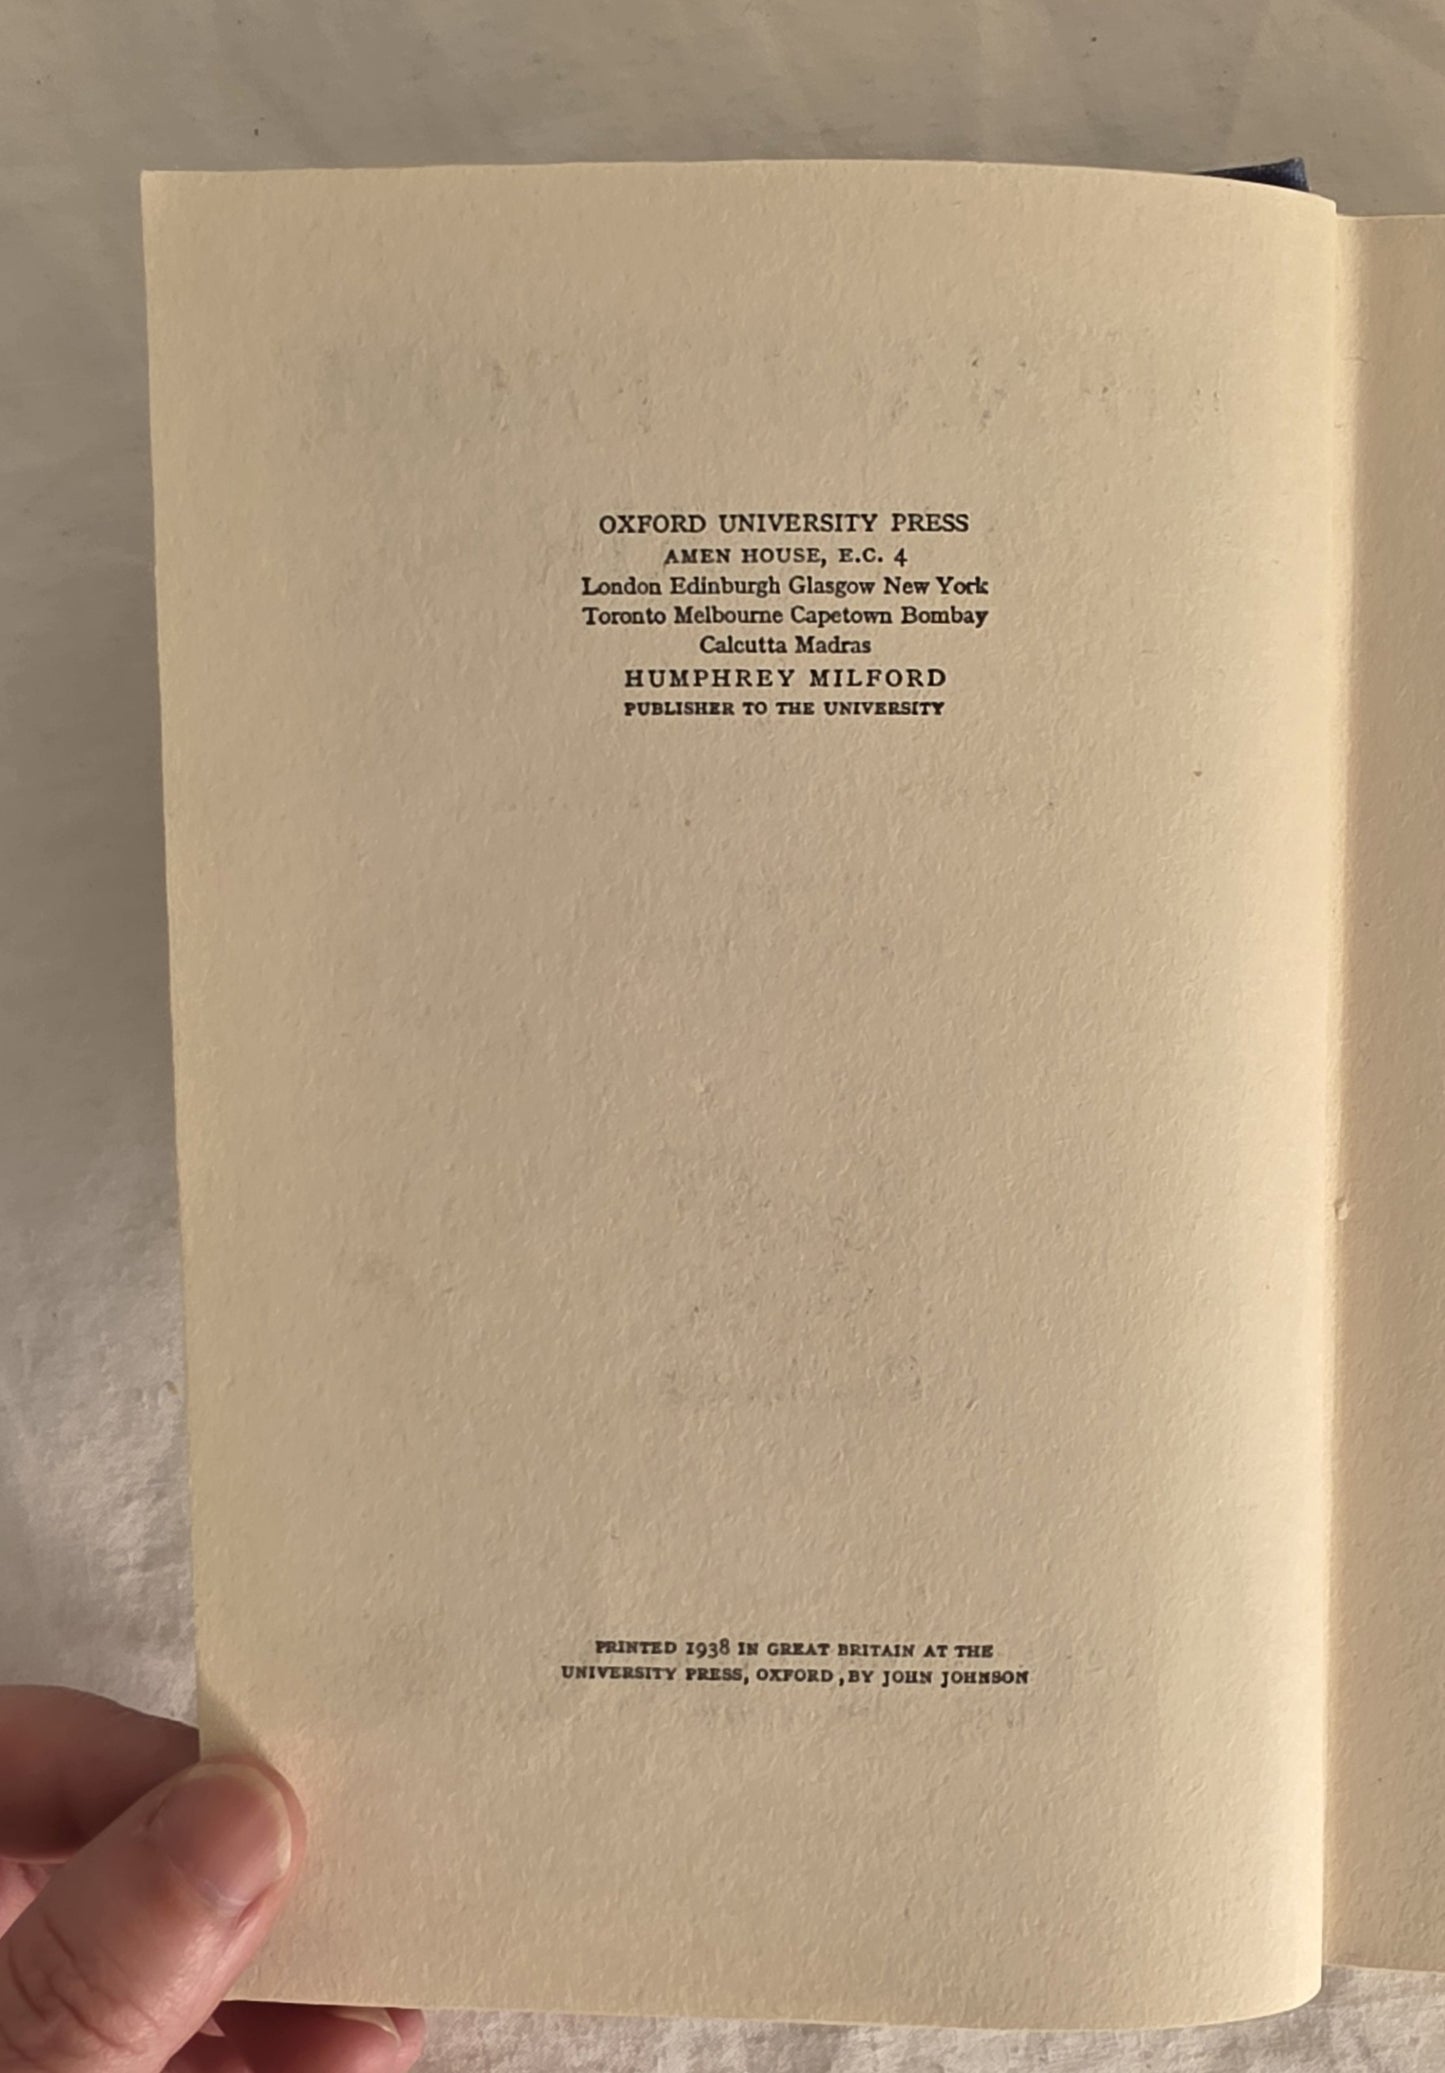 OXFORD UNIVERSITY PRESS
AMEN HOUSE, E.C. 4
London Edinburgh Glasgow New York
Toronto Melbourne Capetown Bombay
Calcutta Madras
HUMPHREY MILFORD
PUBLISHER TO THE UNIVERSITY
PRINTED 1938 IN GREAT BRITAIN AT THE
UNIVERSITY PRESS, OXFORD, BY JOHN JOHNSON